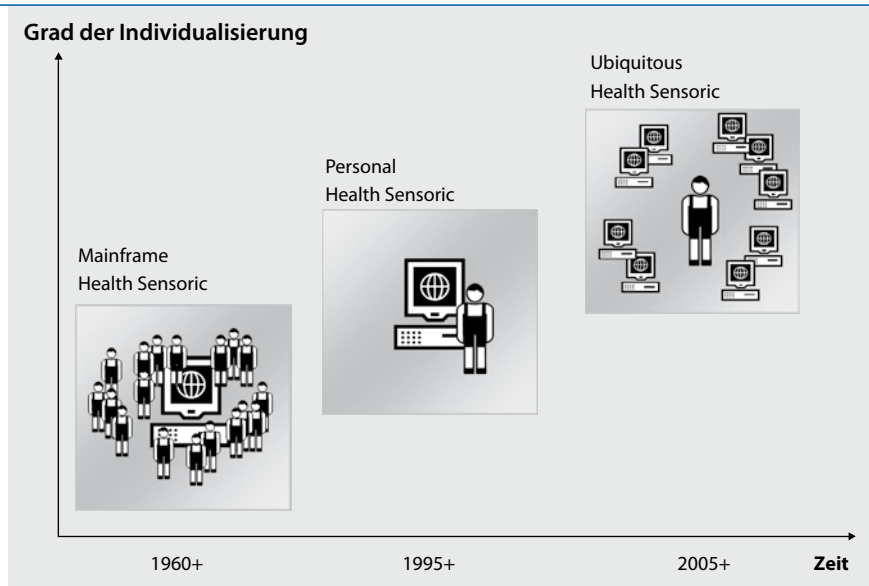 Grad der Individualisierung
Ubiquitous
Health Sensoric
Personal
Health Sensoric
Mainframe
Health Sensoric
1960+
1995+
2005+
Zeit